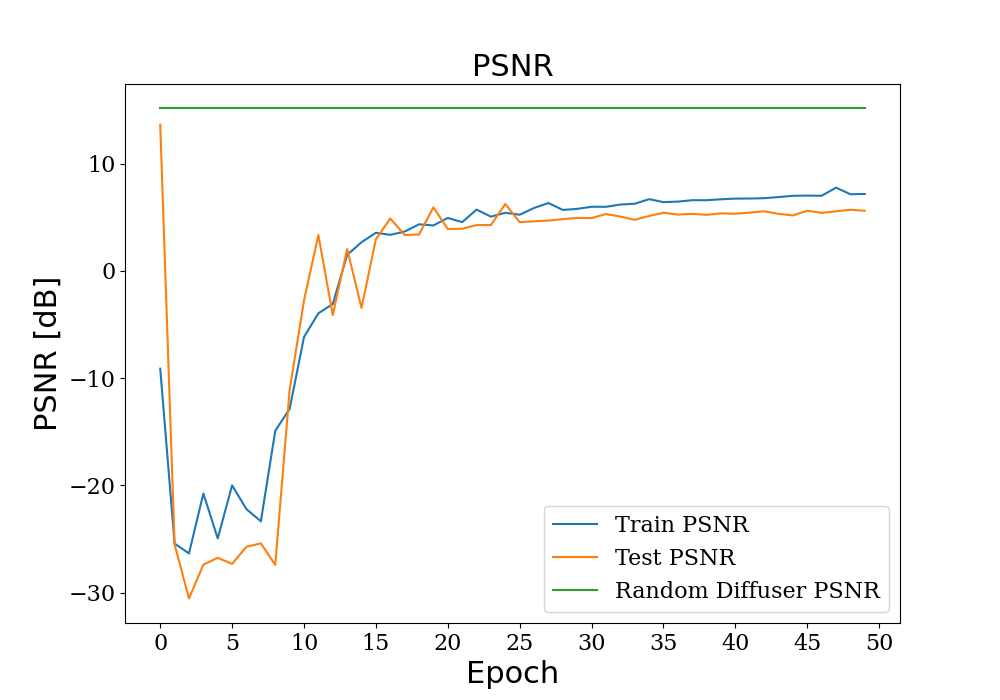 PSNR
PSNR [dB]
10
0
−10
−20
−30
Train PSNR
Test PSNR
Random Diffuser PSNR
0 5 10 15 20 25 30 35 40 45 50
Epoch